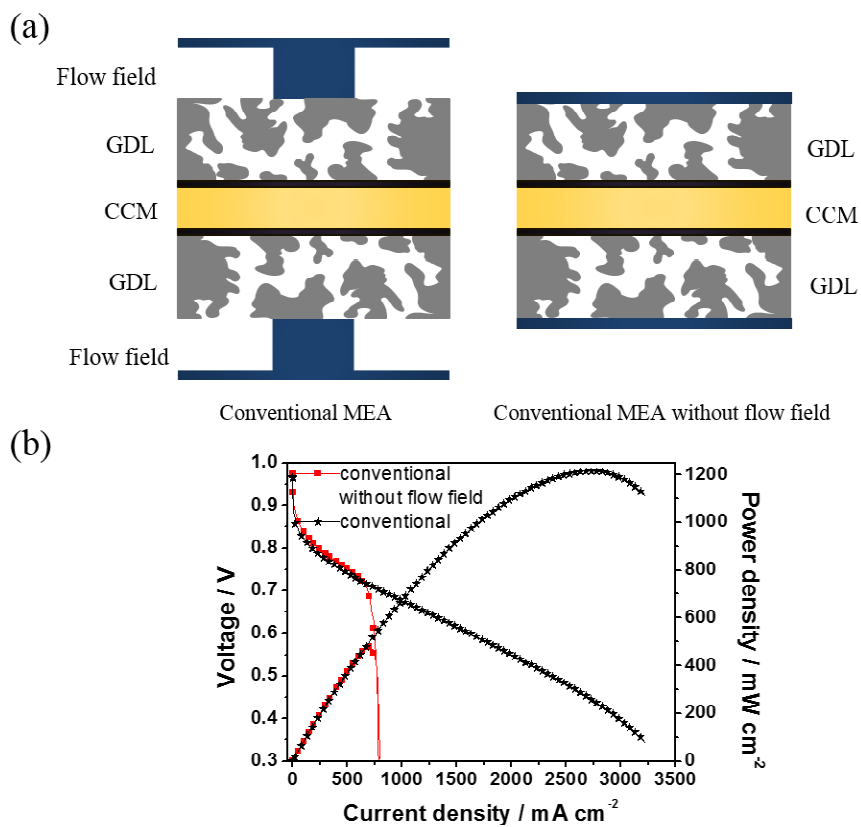 (a)
Flow field
GDL
CCM
GDL
Flow field
GDL
CCM
GDL
Conventional MEA
Conventional MEA without flow field
(b)
1.0
0.9
0.8
0.7
0.6
0.5
0.4
0.3
Voltage / V
conventional
without flow field
conventional
1200
1000
800
600
400
200
0
Power density / mW cm-2
0 500 1000 1500 2000 2500 3000 3500
Current density / mA cm-2